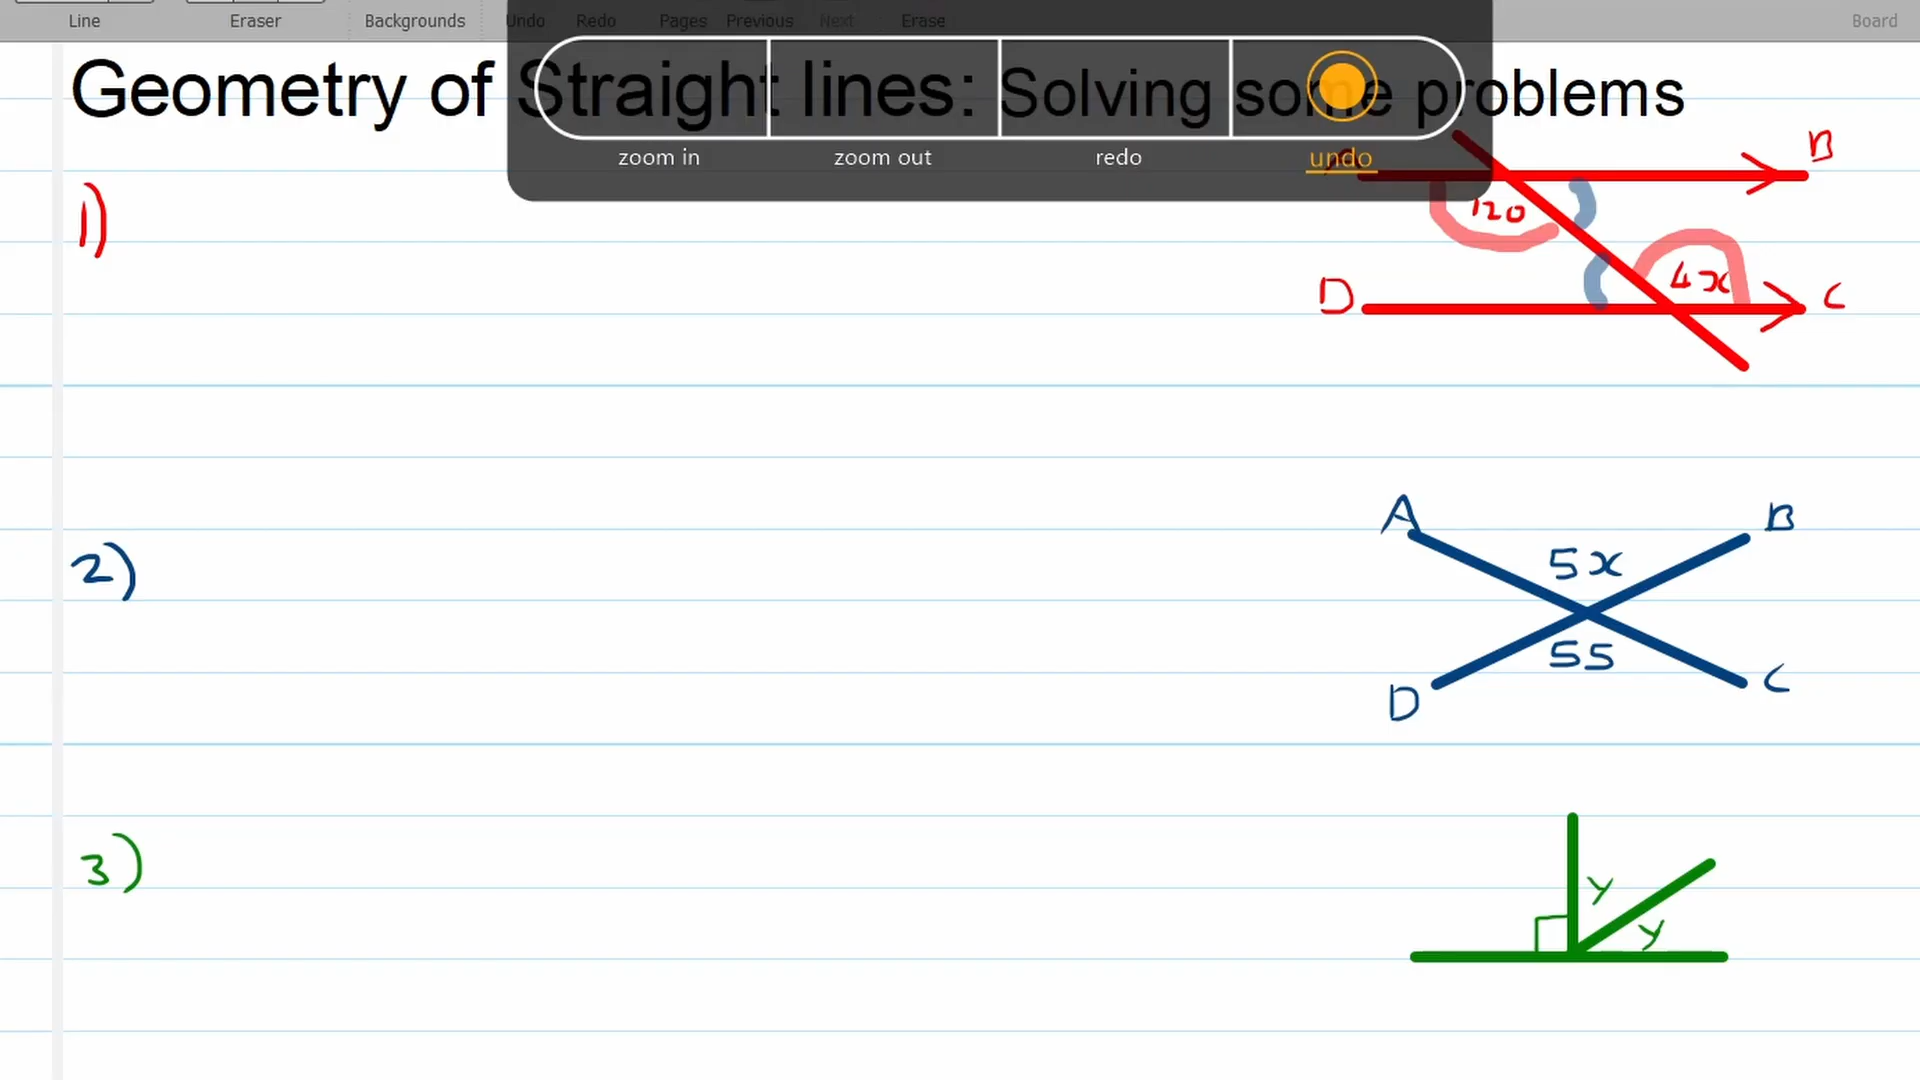 Line Eraser Backgrounds Undo Redo Pages Previous Next Erase Board
Geometry of Straight lines: Solving some problems
zoom in zoom out redo undo
B
1)
120
4x
D C
A B
5x
2)
55
D C
3)
y
y